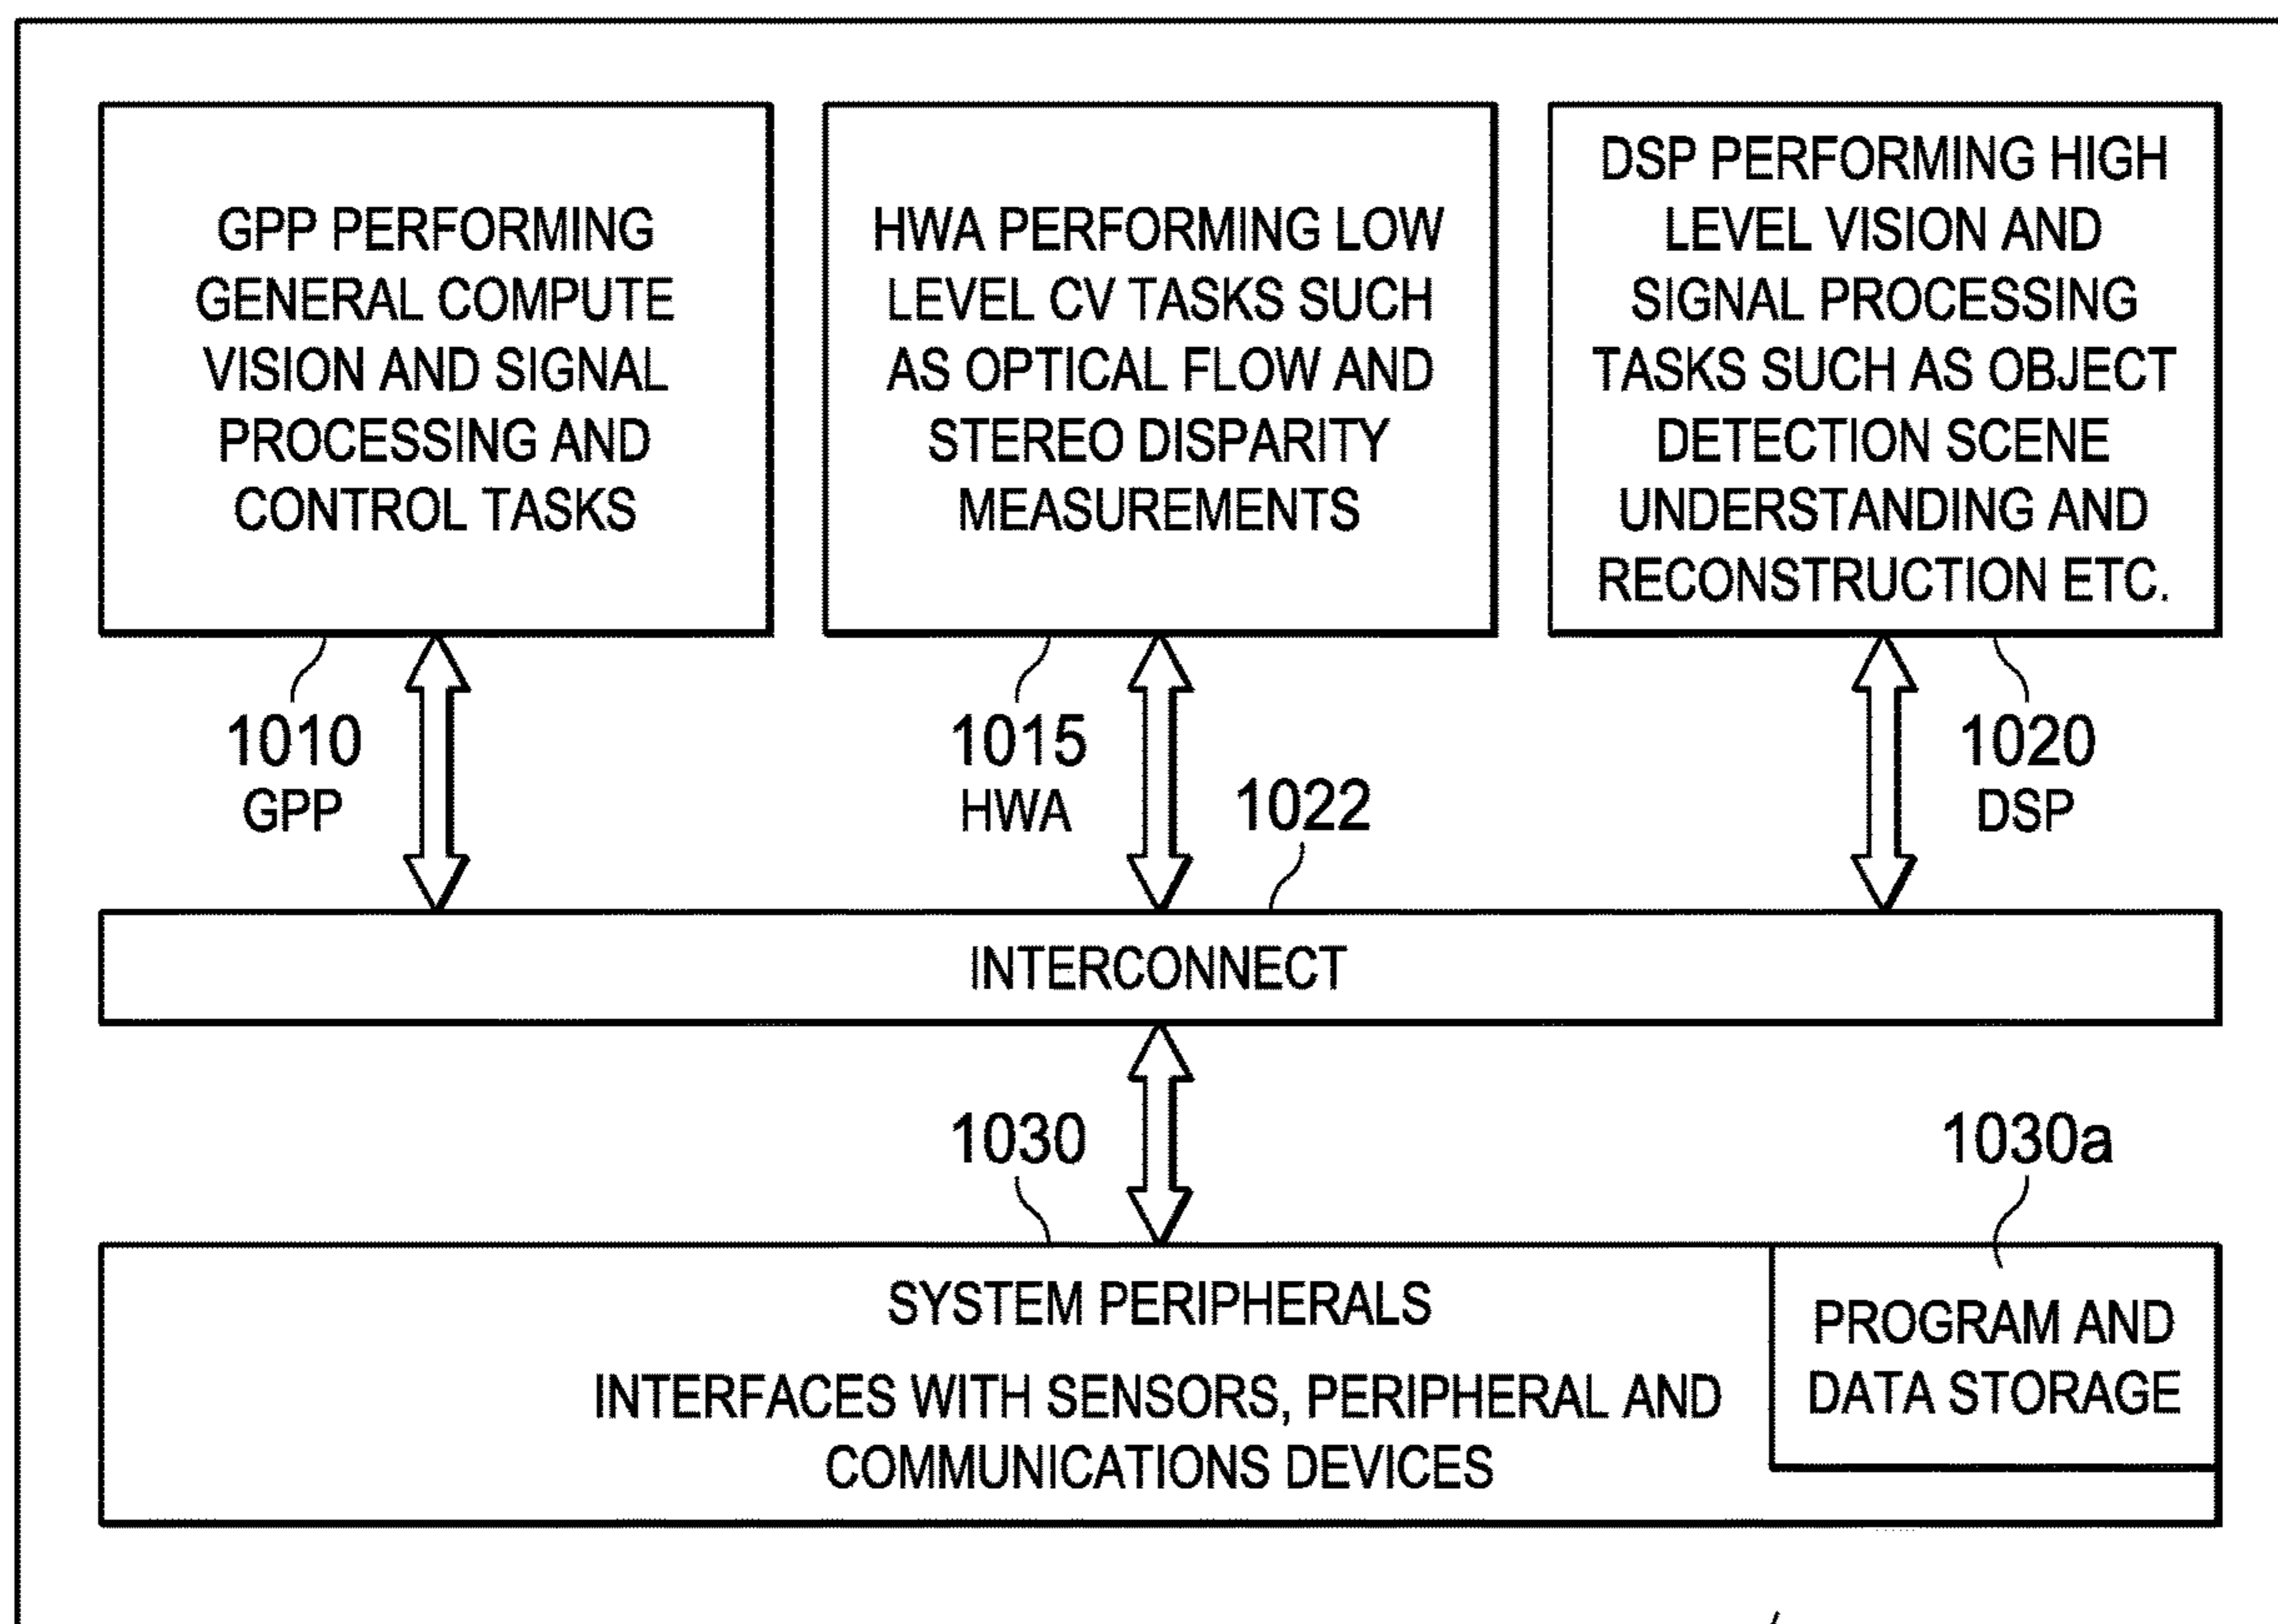 GPP PERFORMING
GENERAL COMPUTE
VISION AND SIGNAL
PROCESSING AND
CONTROL TASKS
HWA PERFORMING LOW
LEVEL CV TASKS SUCH
AS OPTICAL FLOW AND
STEREO DISPARITY
MEASUREMENTS
DSP PERFORMING HIGH
LEVEL VISION AND
SIGNAL PROCESSING
TASKS SUCH AS OBJECT
DETECTION SCENE
UNDERSTANDING AND
RECONSTRUCTION ETC.
1010
GPP
1015
HWA
1022
1020
DSP
INTERCONNECT
1030
1030a
SYSTEM PERIPHERALS
INTERFACES WITH SENSORS, PERIPHERAL AND
COMMUNICATIONS DEVICES
PROGRAM AND
DATA STORAGE